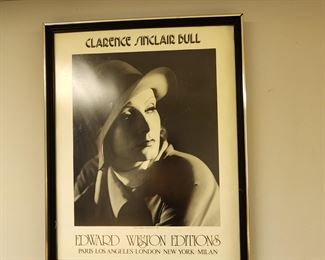 CLARENCE SINCLAIR BULL
EDWARD WESTON EDITIONS
PARIS · LOS ANGELES · LONDON · NEW YORK · MILAN